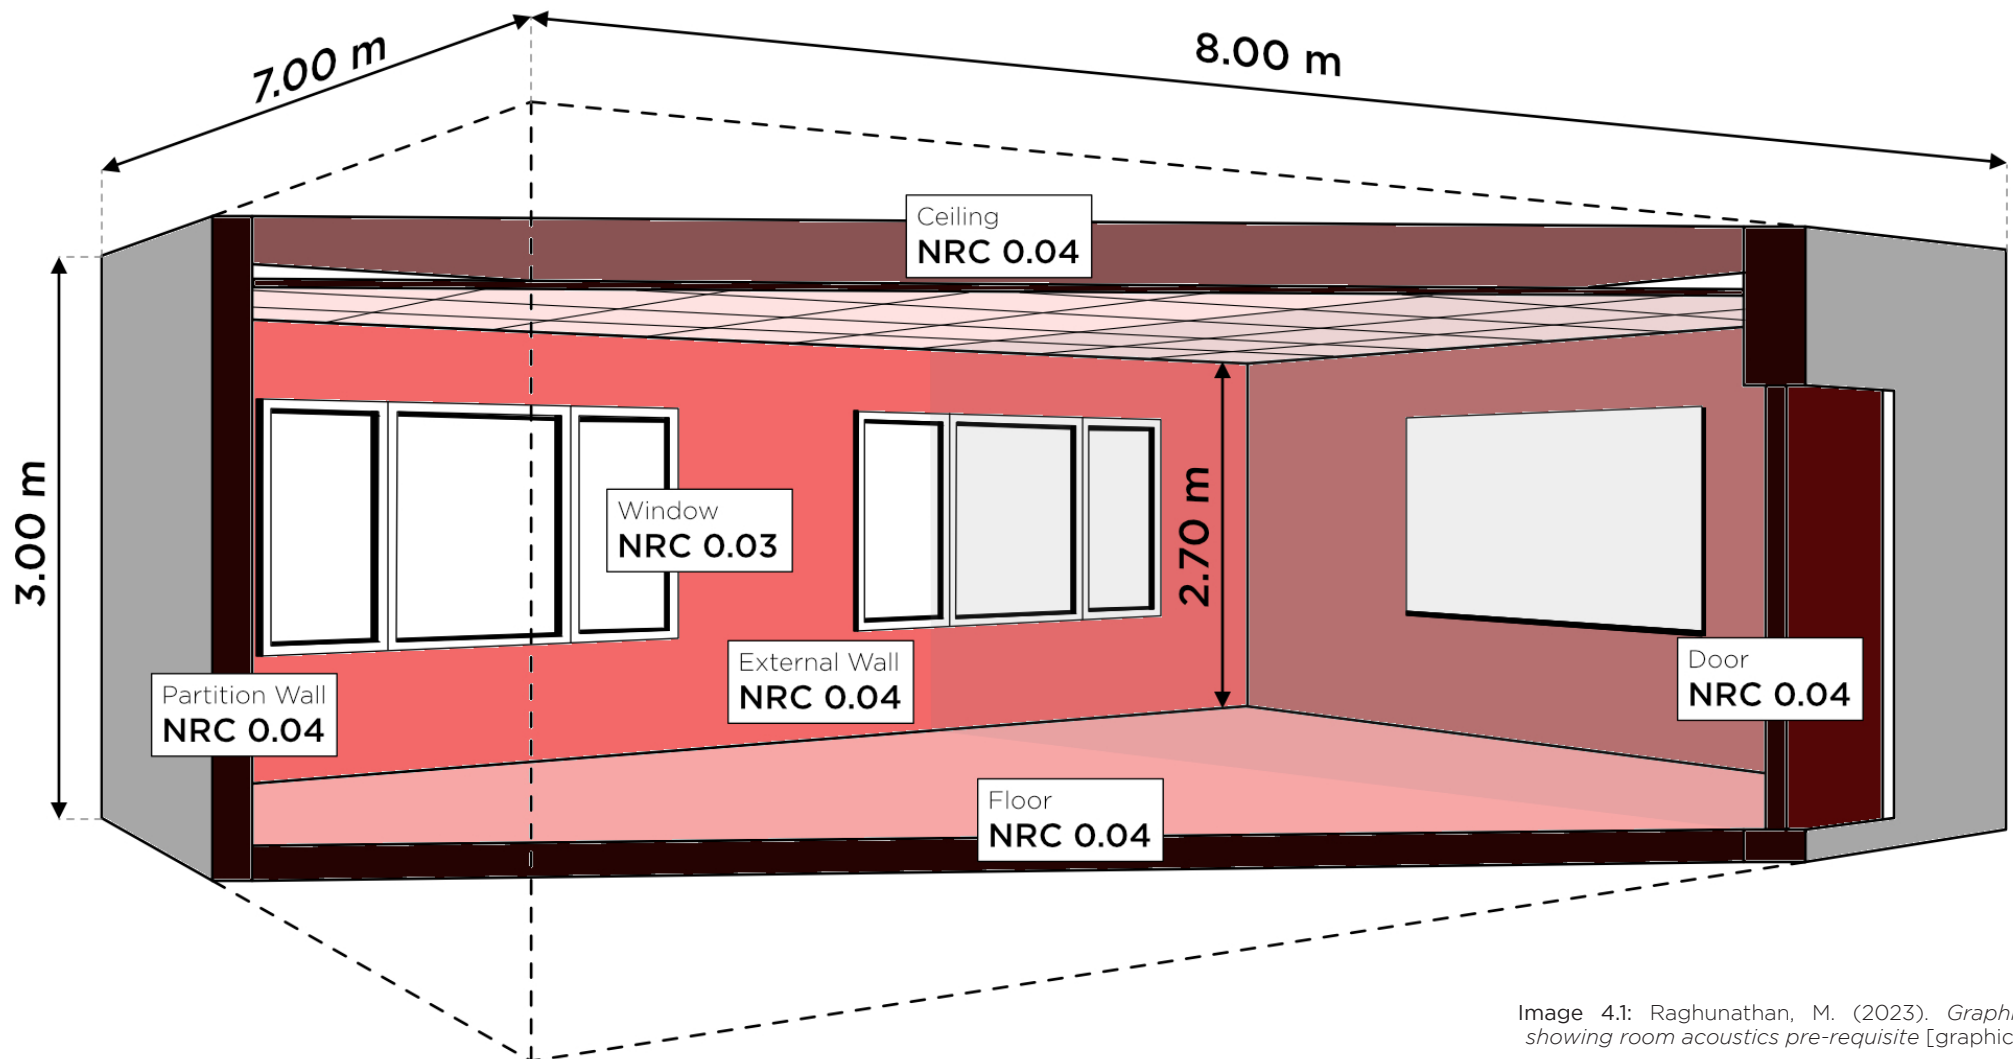 7.00 m
8.00 m
Ceiling
NRC 0.04
3.00 m
Window
NRC 0.03
2.70 m
External Wall
NRC 0.04
Door
NRC 0.04
Partition Wall
NRC 0.04
Floor
NRC 0.04
Image 4.1: Raghunathan, M. (2023). Graphi
showing room acoustics pre-requisite [graphic